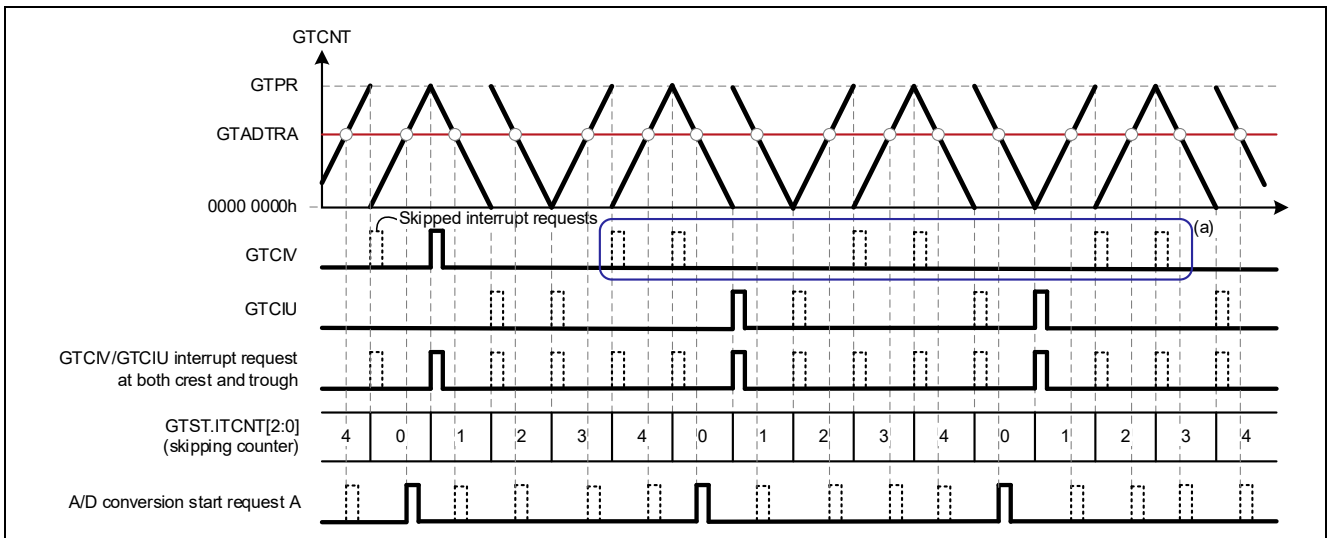 GTCNT
GTPR
GTADTRA
0000 0000h
Skipped interrupt requests
(a)
GTCIV
GTCIU
GTCIV/GTCIU interrupt request
at both crest and trough
GTST.ITCNT[2:0]
(skipping counter)
4 0 1 2 3 4 0 1 2 3 4 0 1 2 3 4
A/D conversion start request A